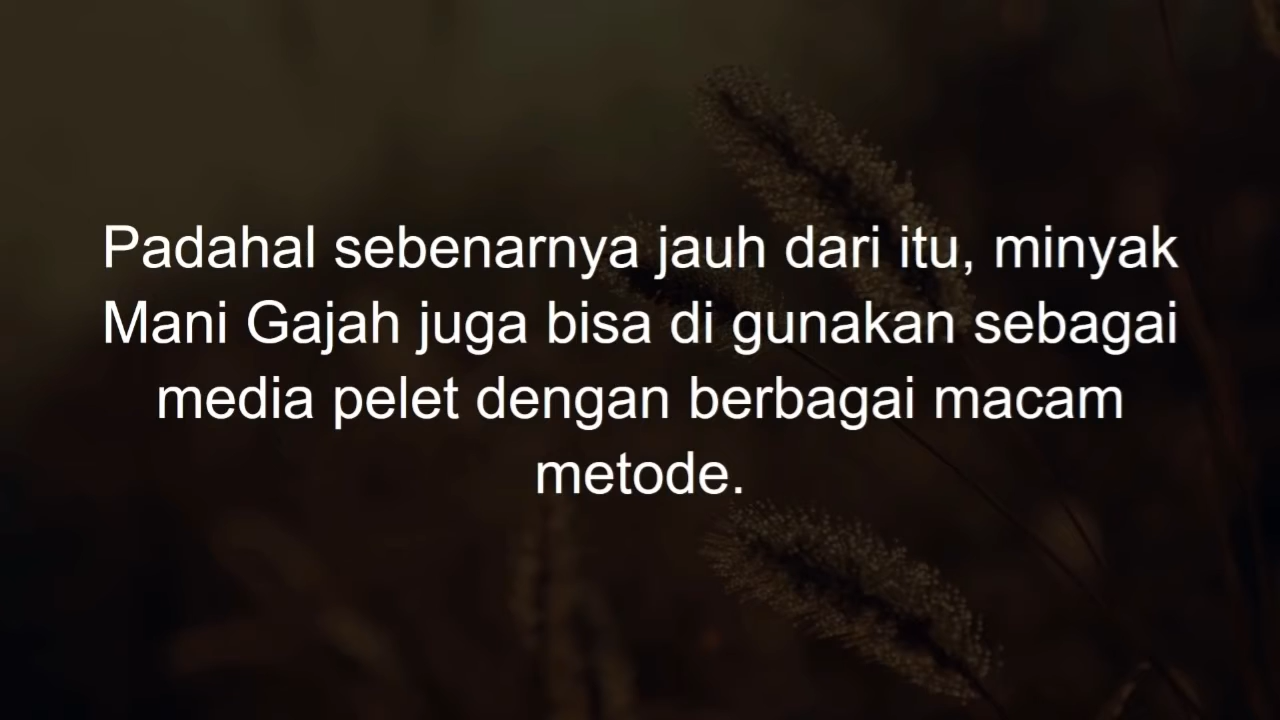 Padahal sebenarnya jauh dari itu, minyak
Mani Gajah juga bisa di gunakan sebagai
media pelet dengan berbagai macam
metode.